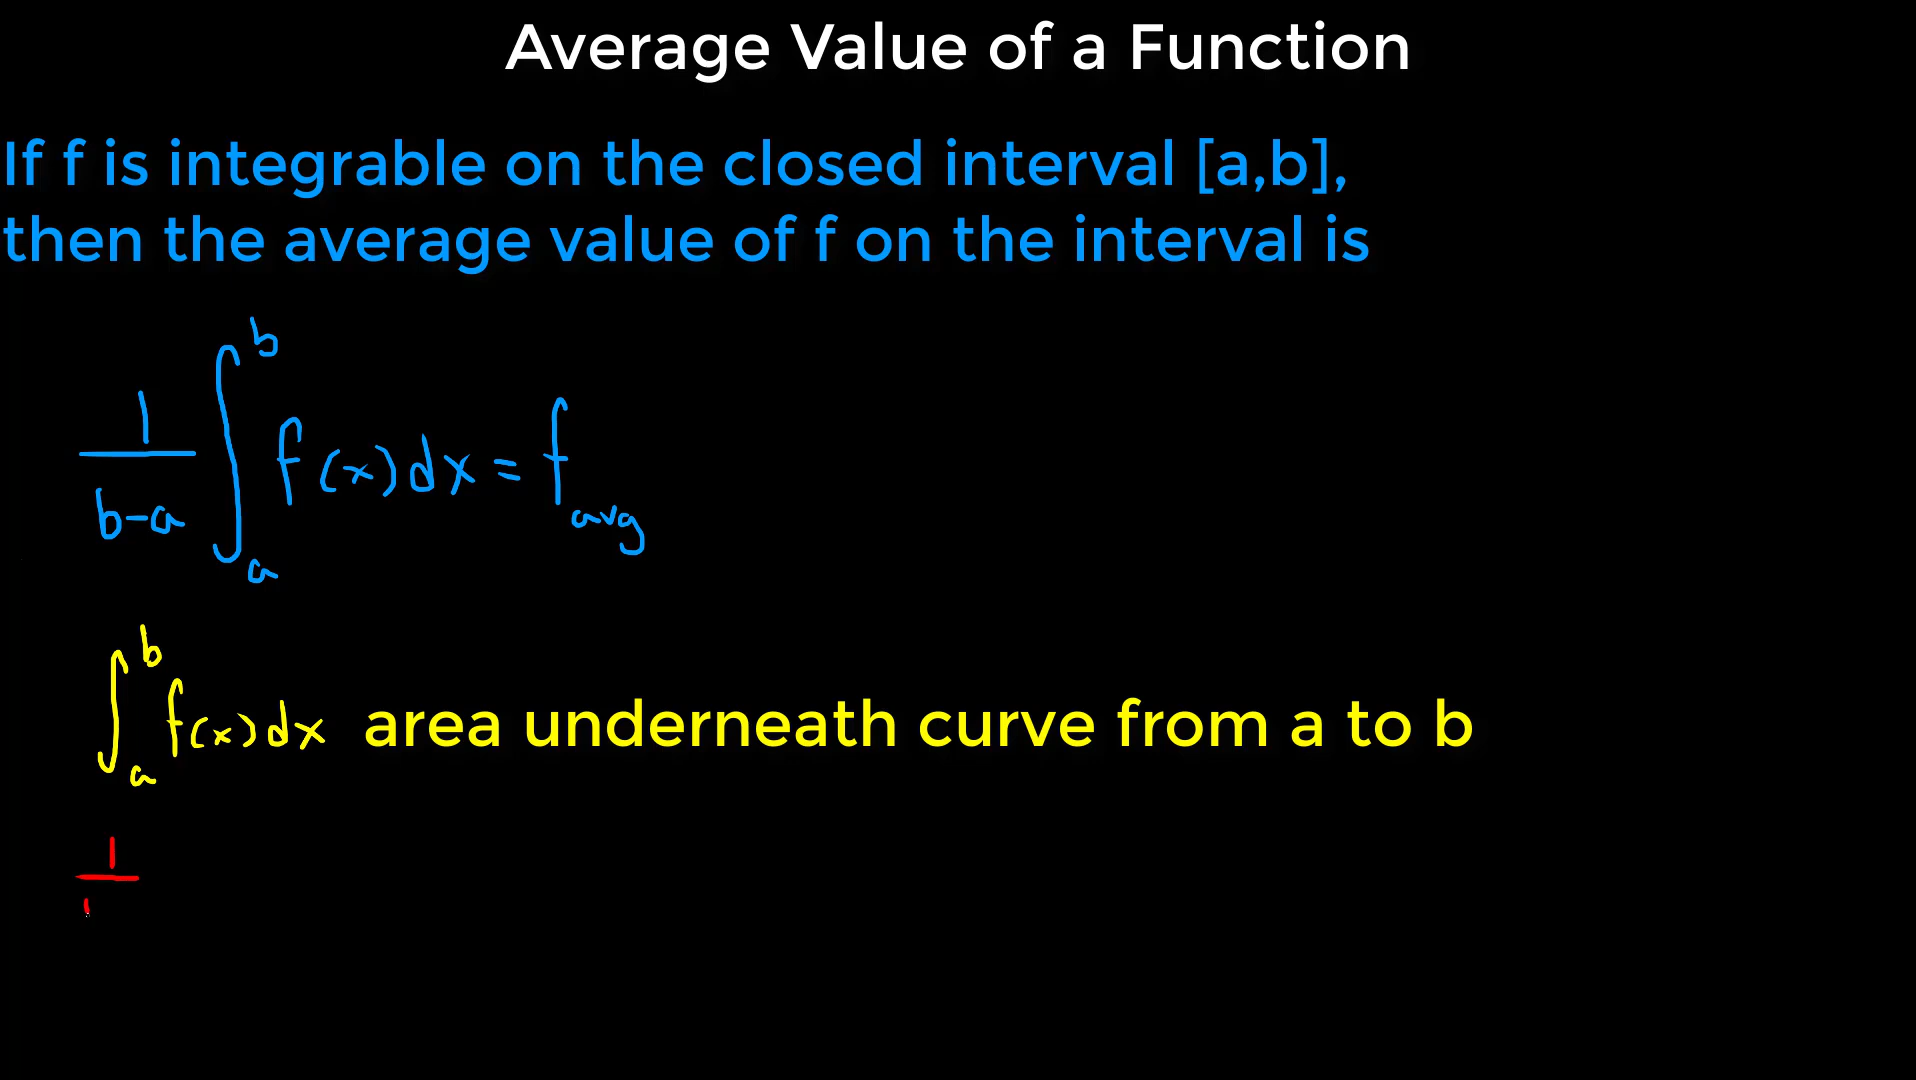 Average Value of a Function
If f is integrable on the closed interval [a,b],
then the average value of f on the interval is
1/(b-a) ∫_a^b f(x)dx = f_avg
∫_a^b f(x)dx area underneath curve from a to b
1